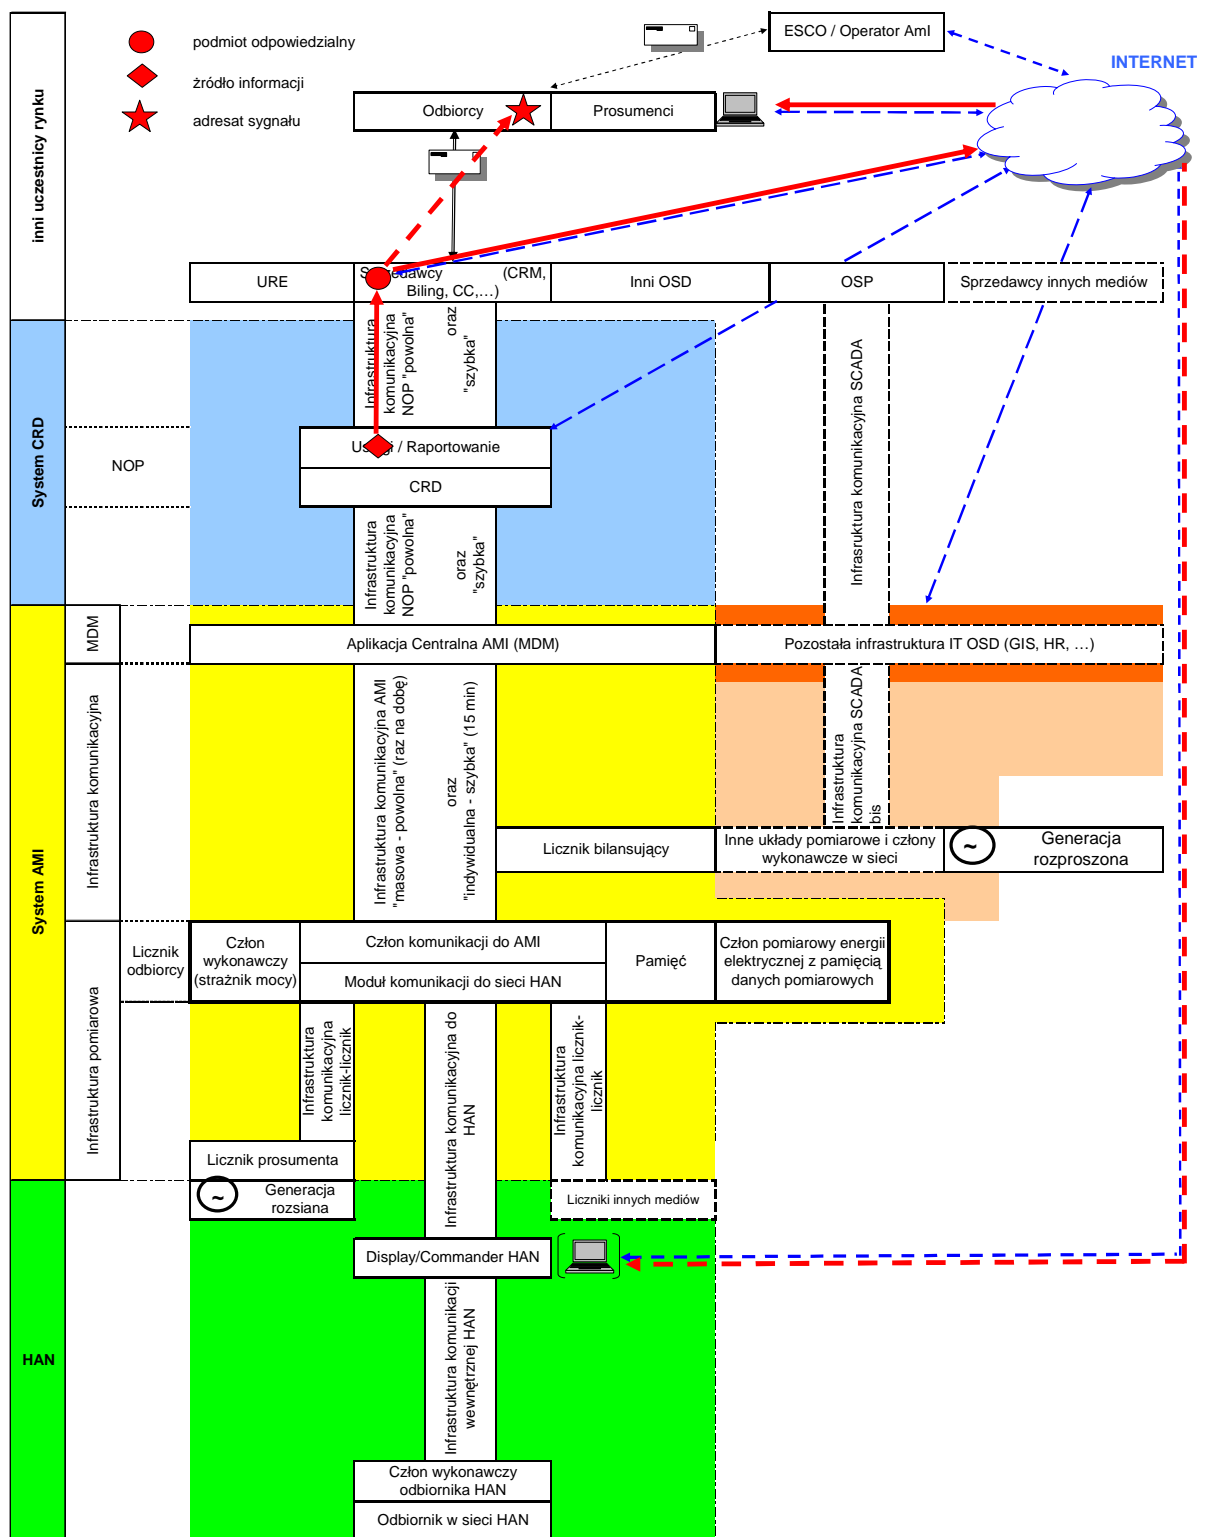 podmiot odpowiedzialny
żródło informacji
adresat sygnału
ESCO / Operator AmI
INTERNET
Odbiorcy
Prosumenci
inni uczestnicy rynku
URE
Sprzedawcy (CRM,
Biling, CC,…)
Inni OSD
OSP
Sprzedawcy innych mediów
Infrastruktura
komunikacyjna
NOP "powolna"
oraz
"szybka"
Infrasruktura komunikacyjna SCADA
System CRD
NOP
Usługi / Raportowanie
CRD
Infrastruktura
komunikacyjna
NOP "powolna"
oraz
"szybka"
MDM
Aplikacja Centralna AMI (MDM)
Pozostała infrastruktura IT OSD (GIS, HR, …)
System AMI
Infrastruktura komunikacyjna
Infrastruktura komunikacyjna AMI
"masowa - powolna" (raz na dobę)
oraz
"indywidualna - szybka" (15 min)
Infrastruktura
komunikacyjna SCADA
bis
Licznik bilansujący
Inne układy pomiarowe i człony
wykonawcze w sieci
~
Generacja
rozproszona
Infrastruktura pomiarowa
Licznik
odbiorcy
Człon
wykonawczy
(strażnik mocy)
Człon komunikacji do AMI
Moduł komunikacji do sieci HAN
Pamięć
Człon pomiarowy energii
elektrycznej z pamięcią
danych pomiarowych
Infrastruktura
komunikacyjna
licznik-licznik
Infrastruktura komunikacyjna do
HAN
Infrastruktura
komunikacyjna licznik-
licznik
Licznik prosumenta
~
Generacja
rozsiana
Liczniki innych mediów
Display/Commander HAN
HAN
Infrastruktura komunikacji
wewnętrznej HAN
Człon wykonawczy
odbiornika HAN
Odbiornik w sieci HAN